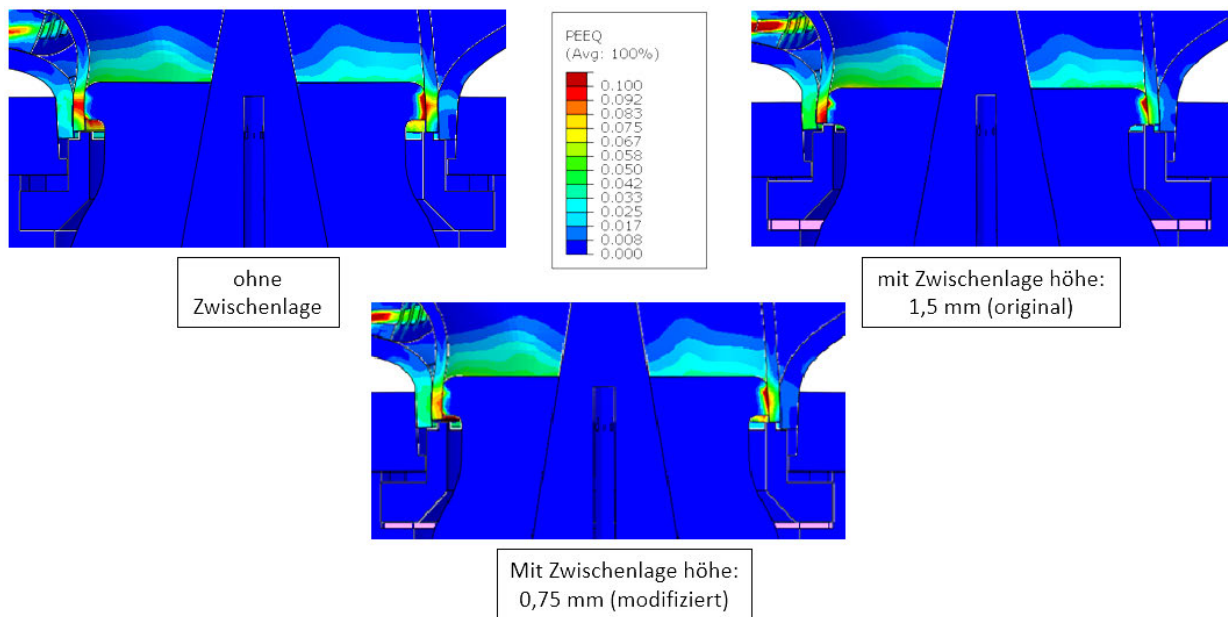 PEEQ
(Avg: 100%)
0.100
0.092
0.083
0.075
0.067
0.058
0.050
0.042
0.033
0.025
0.017
0.008
0.000
ohne
Zwischenlage
mit Zwischenlage höhe:
1,5 mm (original)
Mit Zwischenlage höhe:
0,75 mm (modifiziert)